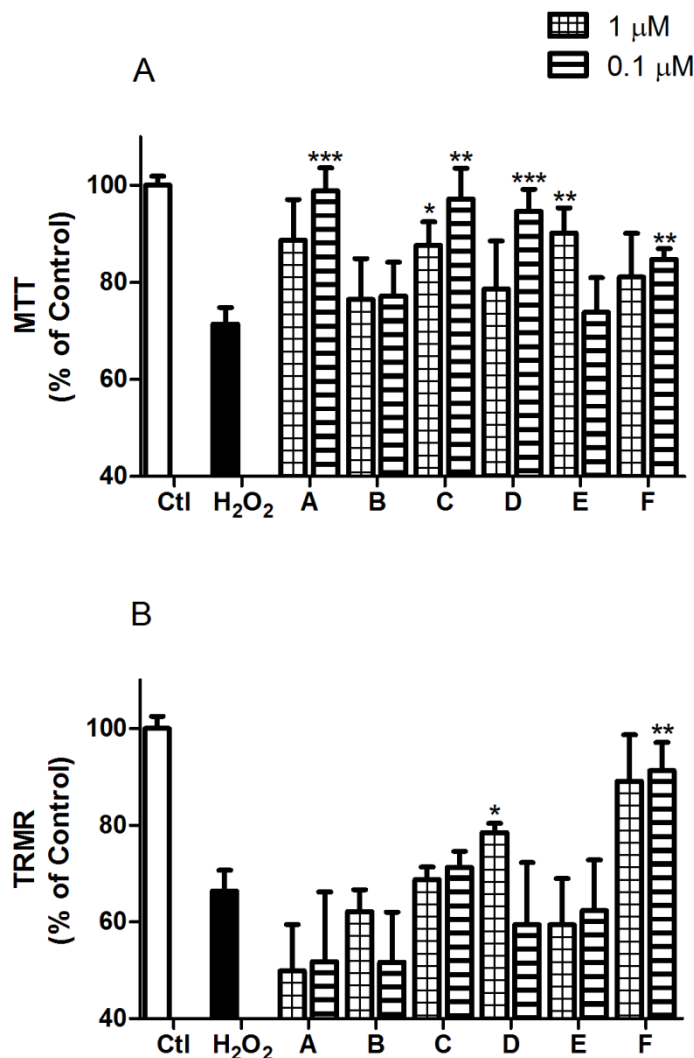 1 μM
0.1 μM
A
MTT
(% of Control)
100
80
60
40
***
*
**
***
**
**
Ctl H₂O₂ A B C D E F
B
TRMR
(% of Control)
100
80
60
40
*
**
Ctl H₂O₂ A B C D E F